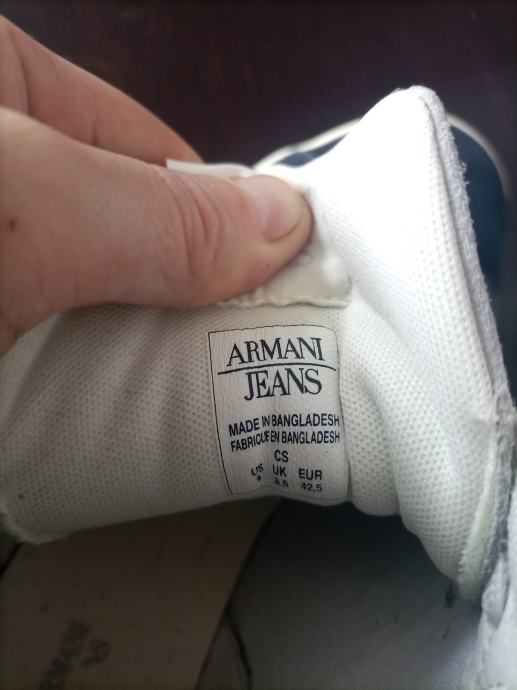 ARMANI
JEANS
MADE IN BANGLADESH
FABRIQUE EN BANGLADESH
CS
US UK EUR
9 8.5 42,5